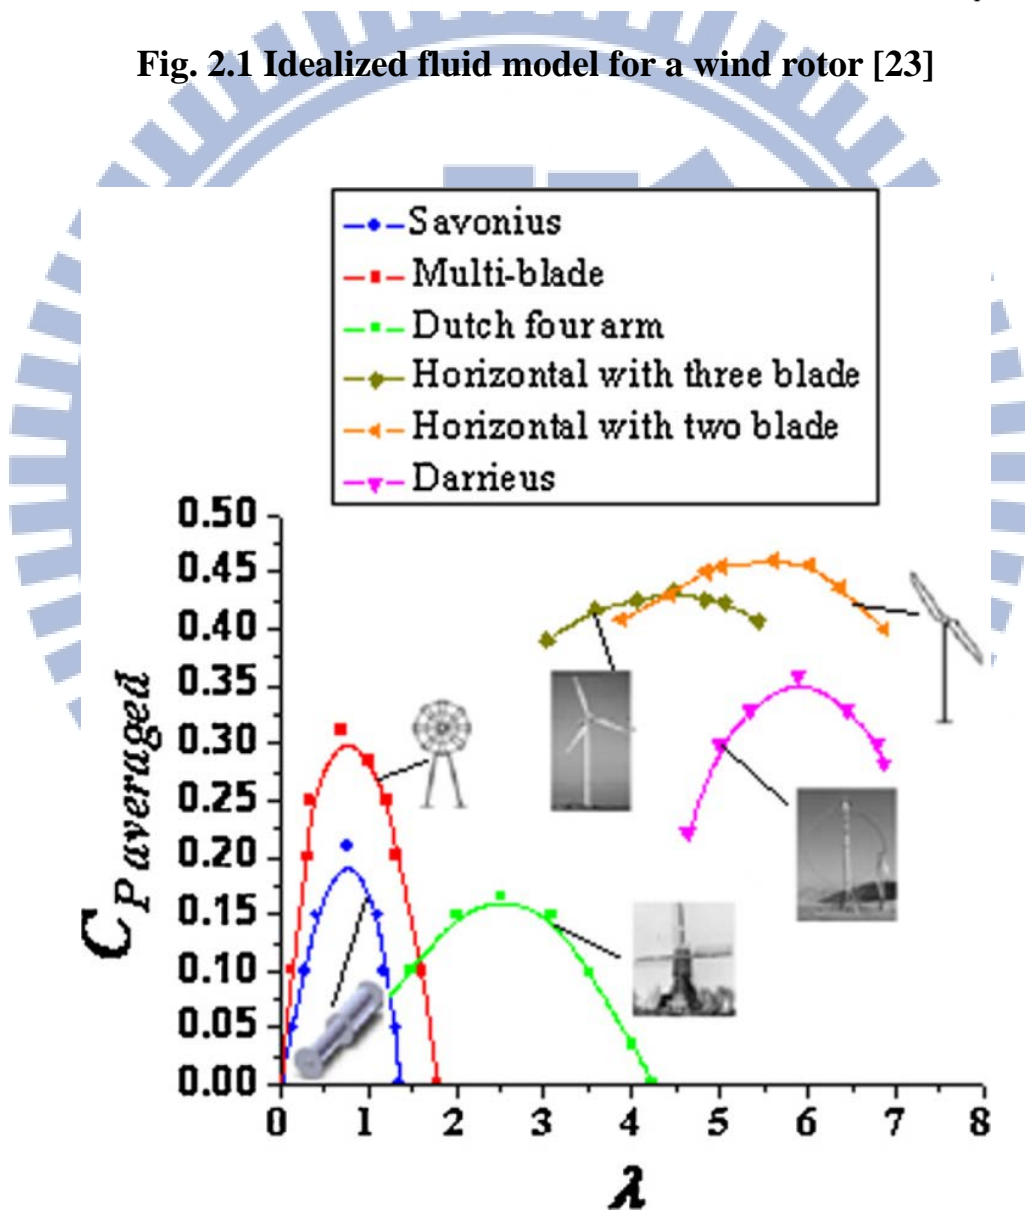 Fig. 2.1 Idealized fluid model for a wind rotor [23]
Savonius
Multi-blade
Dutch four arm
Horizontal with three blade
Horizontal with two blade
Darrieus
0.50
0.45
0.40
0.35
0.30
0.25
0.20
0.15
0.10
0.05
0.00
C P averaged
0 1 2 3 4 5 6 7 8
λ